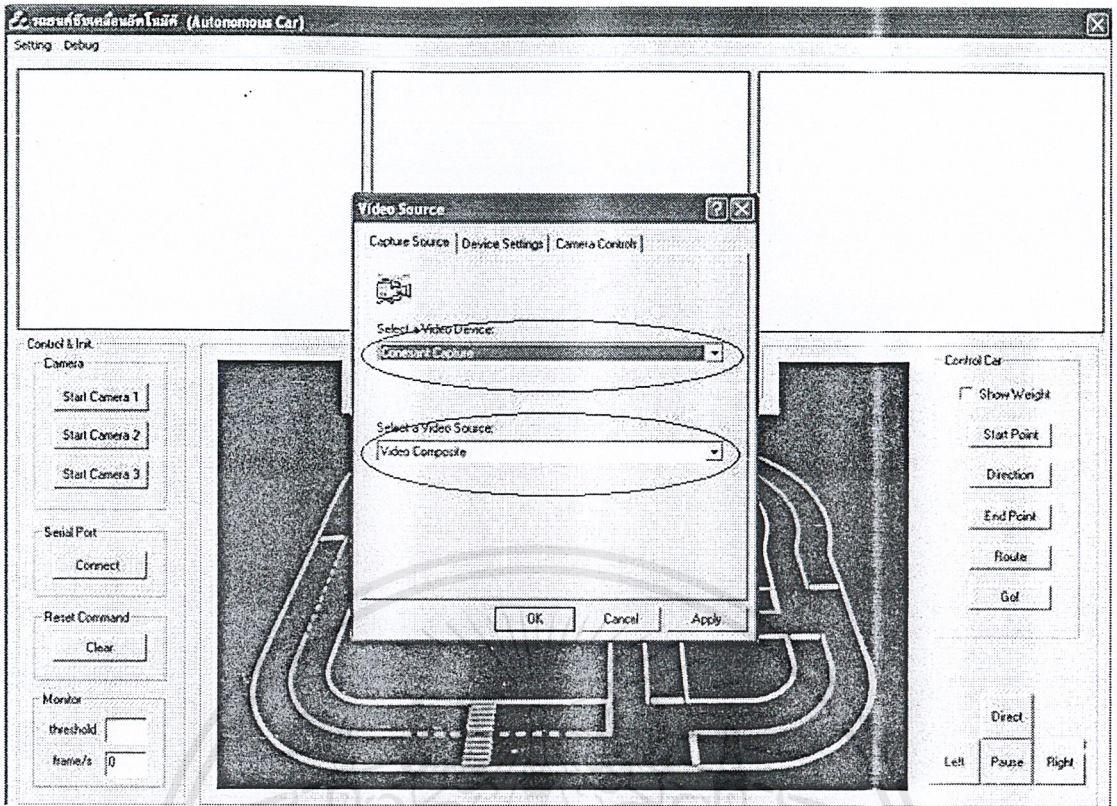 รถยนต์ขับเคลื่อนอัตโนมัติ (Autonomous Car)
Setting Debug
Video Source
Capture Source Device Settings Camera Controls
Select a Video Device:
Conexant Capture
Select a Video Source:
Video Composite
OK Cancel Apply
Control & Init.
Camera
Start Camera 1
Start Camera 2
Start Camera 3
Serial Port
Connect
Reset Command
Clear
Monitor
threshold
frame/s 0
Control Car
Show Weight
Start Point
Direction
End Point
Route
Go!
Direct
Left Pause Right